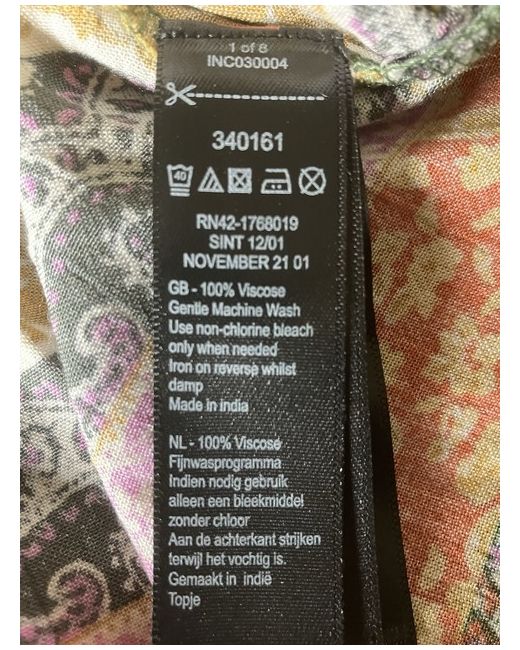 1 of 8
INC030004
340161
40
RN42-1768019
SINT 12/01
NOVEMBER 21 01
GB - 100% Viscose
Gentle Machine Wash
Use non-chlorine bleach
only when needed
Iron on reverse whilst
damp
Made in india
NL - 100% Viscose
Fijnwasprogramma
Indien nodig gebruik
alleen een bleekmiddel
zonder chloor
Aan de achterkant strijken
terwijl het vochtig is.
Gemaakt in indië
Topje